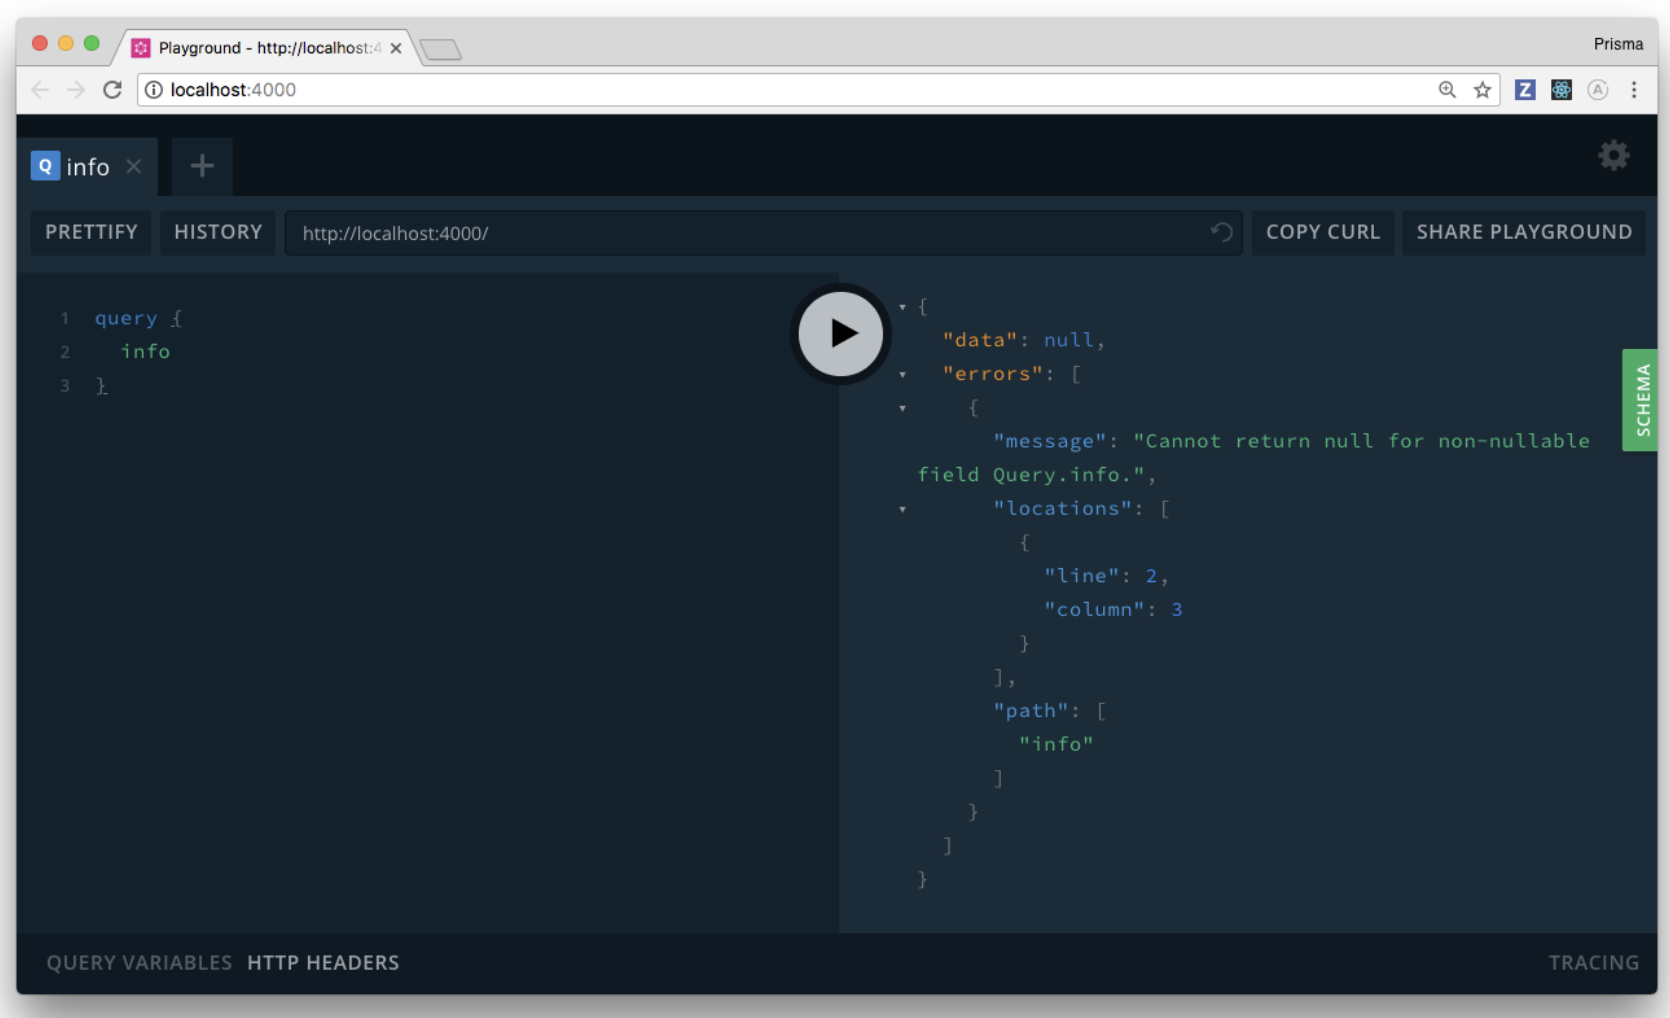 Playground - http://localhost:4
Prisma
localhost:4000
Z
A
Q info
PRETTIFY
HISTORY
http://localhost:4000/
COPY CURL
SHARE PLAYGROUND
1 query {
2 info
3 }
{
"data": null,
"errors": [
{
"message": "Cannot return null for non-nullable
field Query.info.",
"locations": [
{
"line": 2,
"column": 3
}
],
"path": [
"info"
]
}
]
}
SCHEMA
QUERY VARIABLES HTTP HEADERS
TRACING